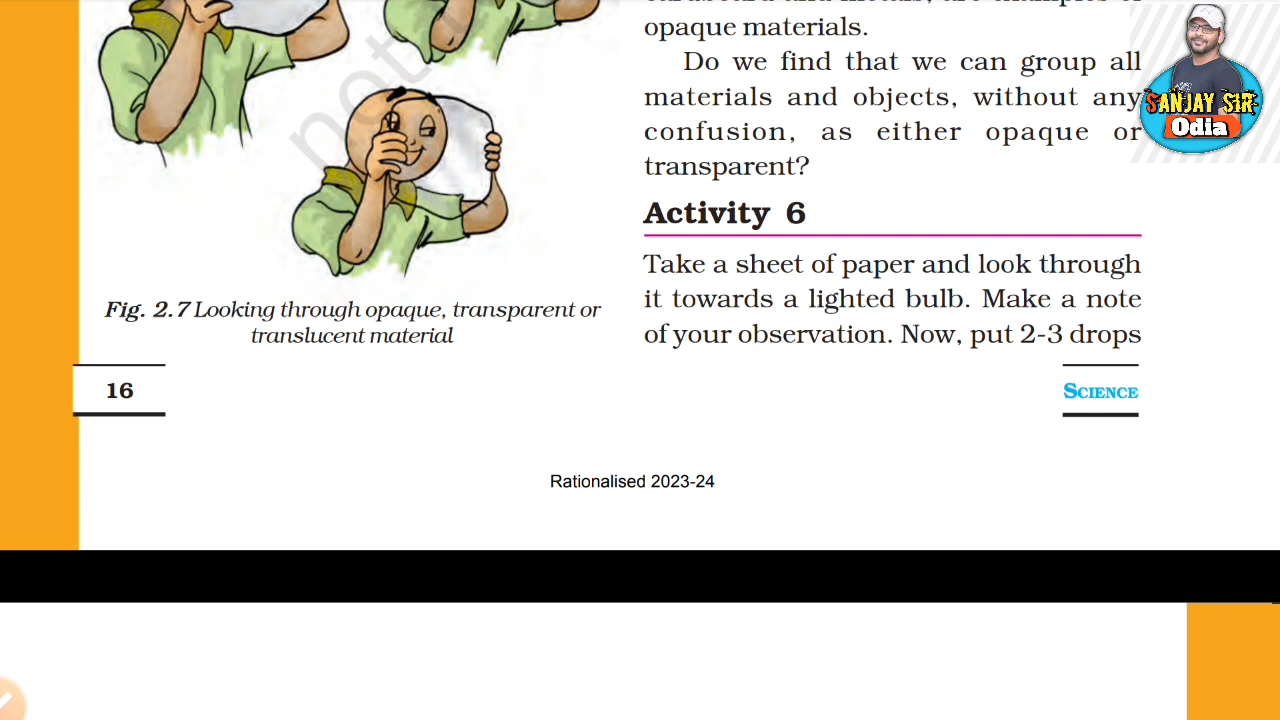 opaque materials.
Do we find that we can group all
materials and objects, without any
confusion, as either opaque or
transparent?
Activity 6
Take a sheet of paper and look through
it towards a lighted bulb. Make a note
of your observation. Now, put 2-3 drops
not
Fig. 2.7 Looking through opaque, transparent or
translucent material
16
SCIENCE
Rationalised 2023-24
SANJAY SIR
Odia